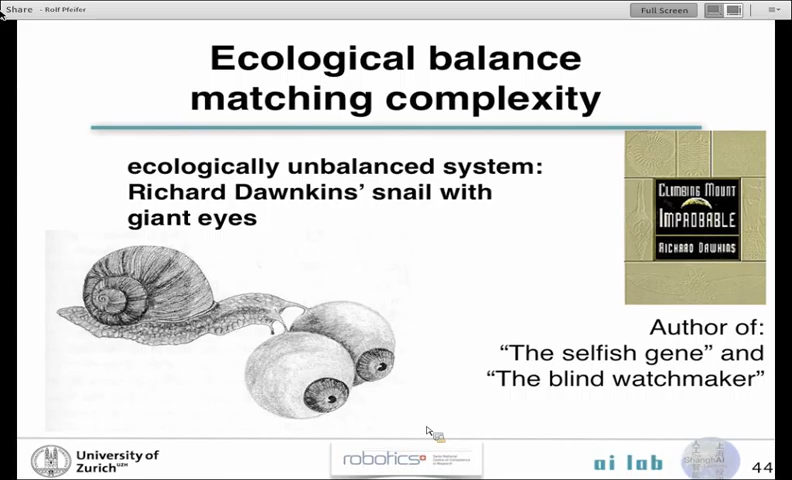 Share - Rolf Pfeifer
Full Screen
Ecological balance
matching complexity
ecologically unbalanced system:
Richard Dawnkins’ snail with
giant eyes
CLIMBING MOUNT
IMPROBABLE
RICHARD DAWKINS
Author of:
“The selfish gene” and
“The blind watchmaker”
University of
Zurich UZH
robotics+
ai lab
ShanghAI
44